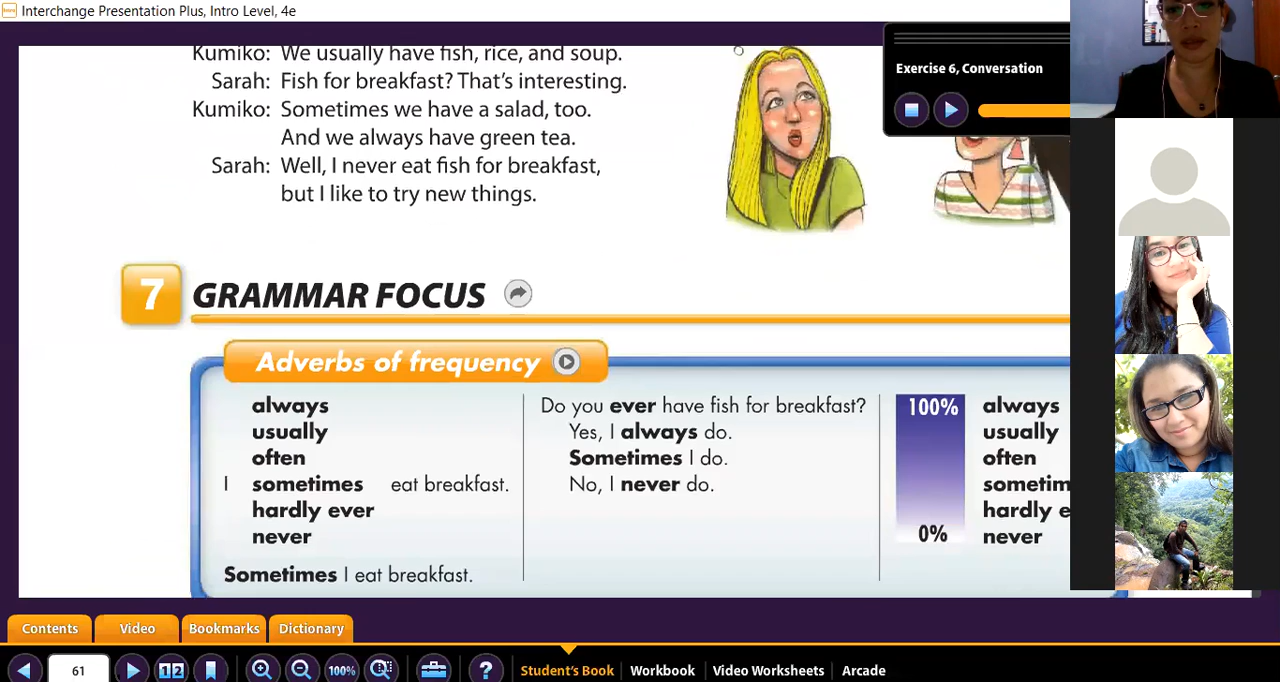 Interchange Presentation Plus, Intro Level, 4e
Kumiko: We usually have fish, rice, and soup.
Sarah: Fish for breakfast? That's interesting.
Kumiko: Sometimes we have a salad, too.
And we always have green tea.
Sarah: Well, I never eat fish for breakfast,
but I like to try new things.
Exercise 6, Conversation
7 GRAMMAR FOCUS
Adverbs of frequency
always
usually
often
I sometimes eat breakfast.
hardly ever
never
Sometimes I eat breakfast.
Do you ever have fish for breakfast?
Yes, I always do.
Sometimes I do.
No, I never do.
100%
0%
always
usually
often
sometim
hardly e
never
Contents Video Bookmarks Dictionary
61 12 100% ? Student's Book Workbook Video Worksheets Arcade